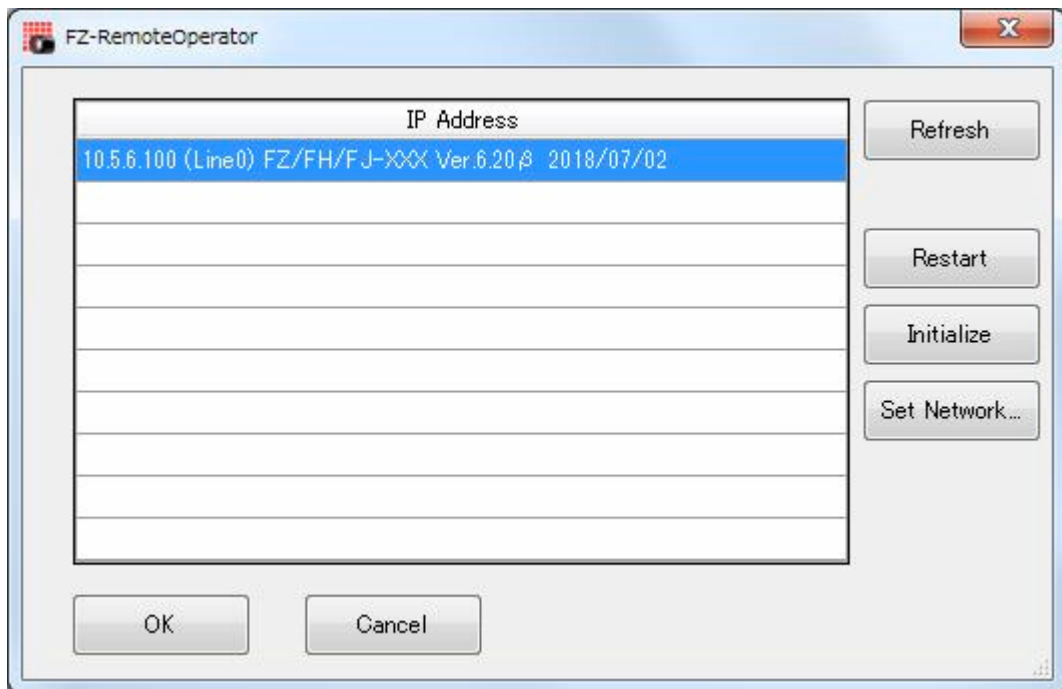 FZ-RemoteOperator
IP Address
10.5.6.100 (Line0) FZ/FH/FJ-XXX Ver.6.20β 2018/07/02
Refresh
Restart
Initialize
Set Network...
OK
Cancel